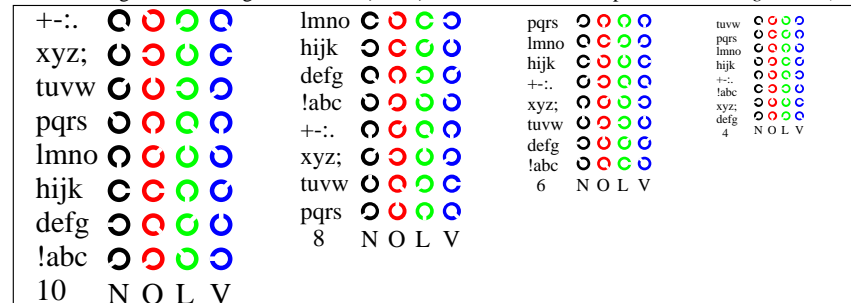 +-:.
xyz;
tuvw
pqrs
lmno
hijk
defg
!abc
10 N O L V
lmno
hijk
defg
!abc
+-:.
xyz;
tuvw
pqrs
8 N O L V
pqrs
lmno
hijk
+-:.
xyz;
tuvw
defg
!abc
6 N O L V
tuvw
pqrs
lmno
hijk
+-:.
!abc
xyz;
defg
4 N O L V